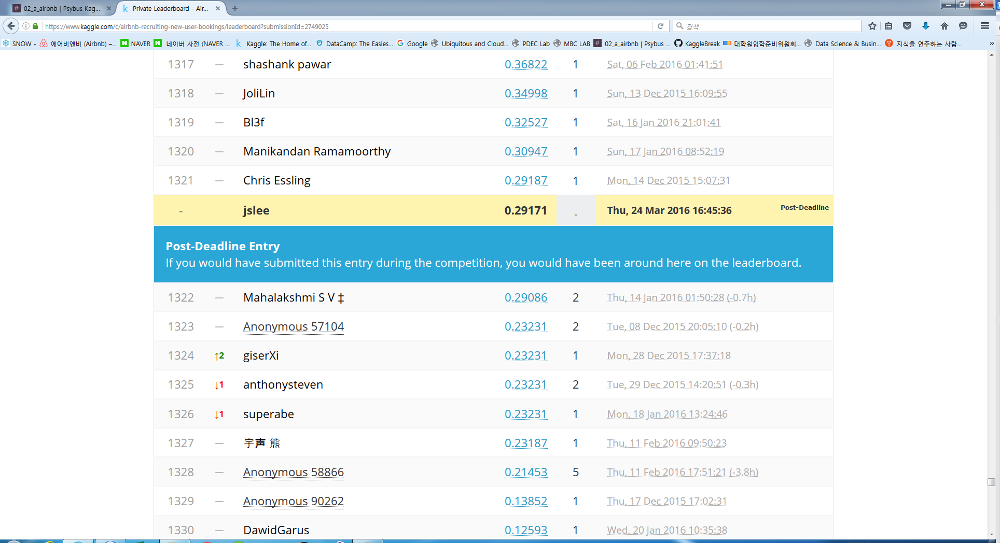 02_a_airbnb | Psybus Kag...
Private Leaderboard - Air...
https://www.kaggle.com/c/airbnb-recruiting-new-user-bookings/leaderboard?submissionId=2749025
검색
SNOW - 에어비앤비 (Airbnb) –... NAVER 네이버 사전 (NAVER ... Kaggle: The Home of... DataCamp: The Easies... Google Ubiquitous and Cloud... PDEC Lab MBC LAB 02_a_airbnb | Psybus ... KaggleBreak 대학원입학준비위원회... Data Science & Busin... 지식을 연주하는 사람... »
1317 — shashank pawar 0.36822 1 Sat, 06 Feb 2016 01:41:51
1318 — JoliLin 0.34998 1 Sun, 13 Dec 2015 16:09:55
1319 — Bl3f 0.32527 1 Sat, 16 Jan 2016 21:01:41
1320 — Manikandan Ramamoorthy 0.30947 1 Sun, 17 Jan 2016 08:52:19
1321 — Chris Essling 0.29187 1 Mon, 14 Dec 2015 15:07:31
- jslee 0.29171 - Thu, 24 Mar 2016 16:45:36 Post-Deadline
Post-Deadline Entry
If you would have submitted this entry during the competition, you would have been around here on the leaderboard.
1322 — Mahalakshmi S V ‡ 0.29086 2 Thu, 14 Jan 2016 01:50:28 (-0.7h)
1323 — Anonymous 57104 0.23231 2 Tue, 08 Dec 2015 20:05:10 (-0.2h)
1324 ↑2 giserXi 0.23231 1 Mon, 28 Dec 2015 17:37:18
1325 ↓1 anthonysteven 0.23231 2 Tue, 29 Dec 2015 14:20:51 (-0.3h)
1326 ↓1 superabe 0.23231 1 Mon, 18 Jan 2016 13:24:46
1327 — 宇声 熊 0.23187 1 Thu, 11 Feb 2016 09:50:23
1328 — Anonymous 58866 0.21453 5 Thu, 11 Feb 2016 17:51:21 (-3.8h)
1329 — Anonymous 90262 0.13852 1 Thu, 17 Dec 2015 17:02:31
1330 — DawidGarus 0.12593 1 Wed, 20 Jan 2016 10:35:38